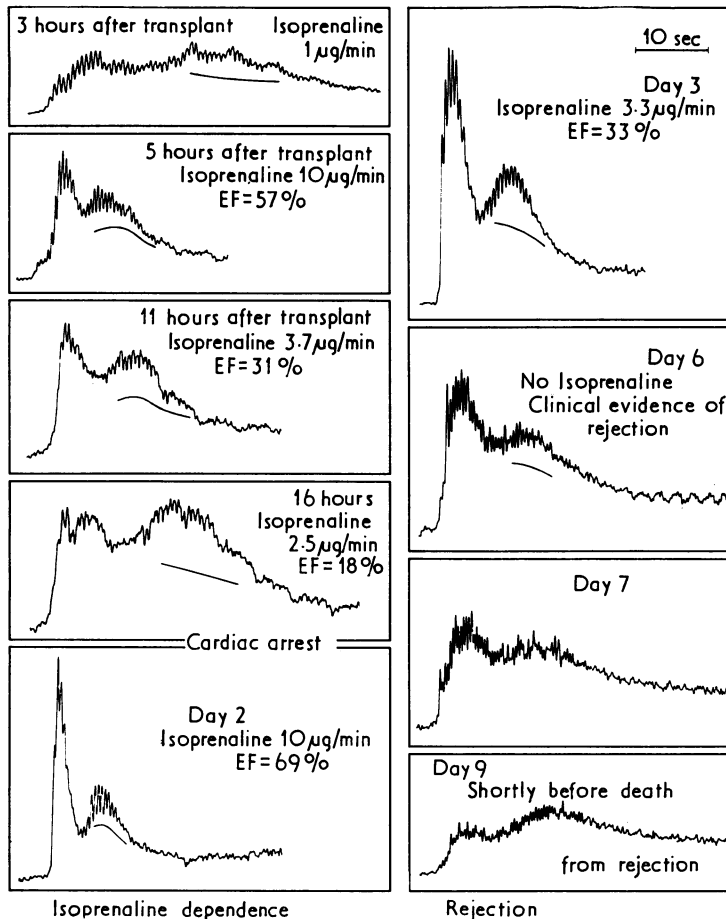 3 hours after transplant
Isoprenaline
1 µg/min
5 hours after transplant
Isoprenaline 10 µg/min
EF = 57 %
11 hours after transplant
Isoprenaline 3.7 µg/min
EF = 31 %
16 hours
Isoprenaline
2.5 µg/min
EF = 18 %
Cardiac arrest
Day 2
Isoprenaline 10 µg/min
EF = 69 %
Isoprenaline dependence
10 sec
Day 3
Isoprenaline 3.3 µg/min
EF = 33 %
Day 6
No Isoprenaline
Clinical evidence of
rejection
Day 7
Day 9
Shortly before death
from rejection
Rejection